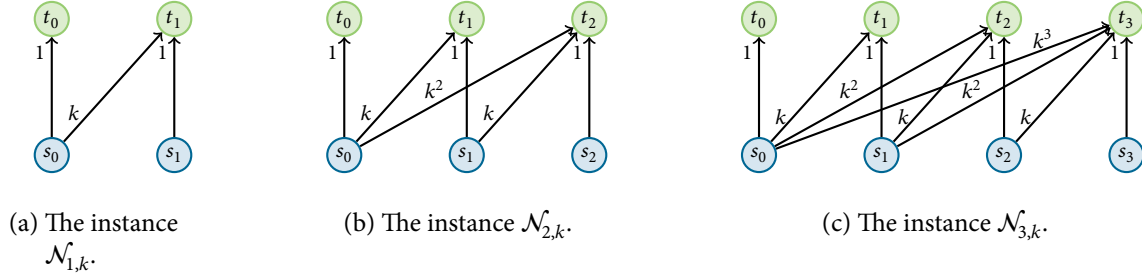 t₀ t₁
1 1
k
s₀ s₁
(a) The instance
𝒩₁,ₖ.
t₀ t₁ t₂
1 1 1
k k² k
s₀ s₁ s₂
(b) The instance 𝒩₂,ₖ.
t₀ t₁ t₂ t₃
1 1 1 1
k³
k² k²
k k k
s₀ s₁ s₂ s₃
(c) The instance 𝒩₃,ₖ.